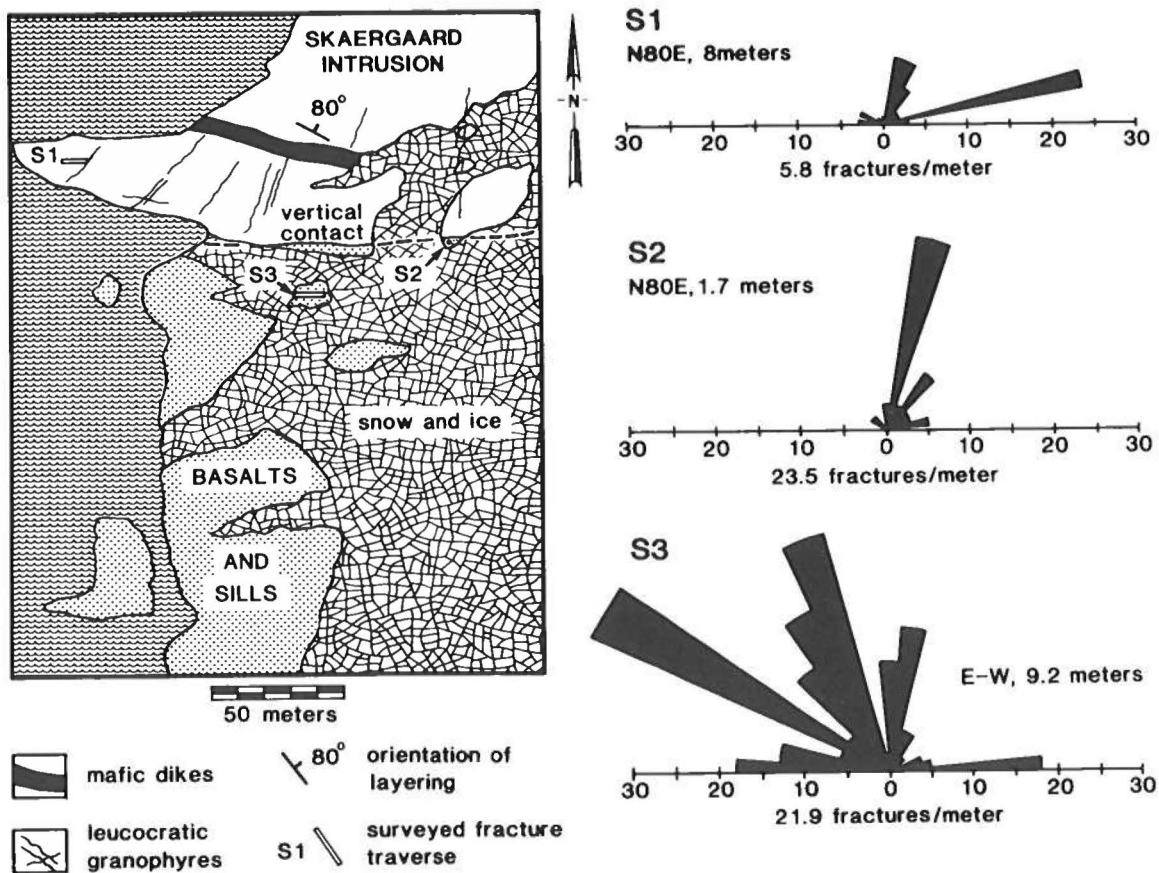 SKAERGAARD
INTRUSION
80°
S1
vertical
contact
S3
S2
snow and ice
BASALTS
AND
SILLS
50 meters
mafic dikes
80° orientation of
layering
leucocratic
granophyres
S1 surveyed fracture
traverse
-N-
S1
N80E, 8meters
30 20 10 0 10 20 30
5.8 fractures/meter
S2
N80E, 1.7 meters
30 20 10 0 10 20 30
23.5 fractures/meter
S3
E-W, 9.2 meters
30 20 10 0 10 20 30
21.9 fractures/meter